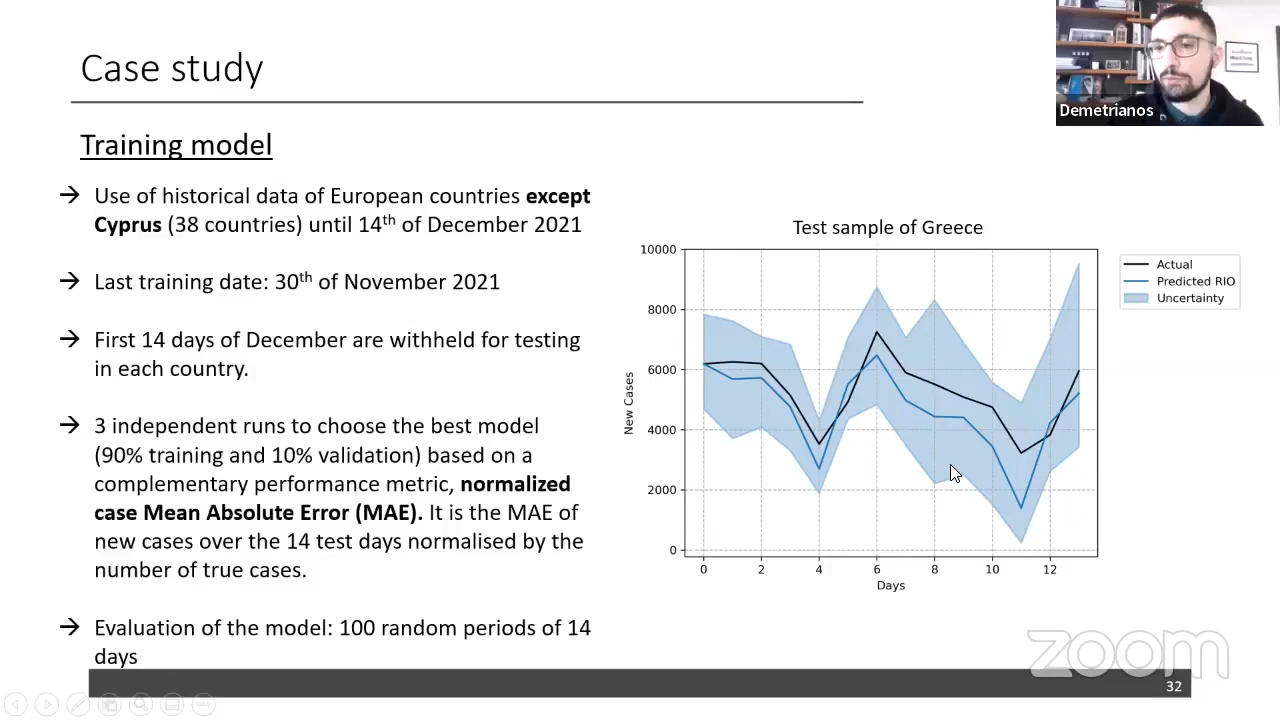 Case study
Demetrianos
Training model
→ Use of historical data of European countries except
Cyprus (38 countries) until 14th of December 2021
→ Last training date: 30th of November 2021
→ First 14 days of December are withheld for testing
in each country.
→ 3 independent runs to choose the best model
(90% training and 10% validation) based on a
complementary performance metric, normalized
case Mean Absolute Error (MAE). It is the MAE of
new cases over the 14 test days normalised by the
number of true cases.
→ Evaluation of the model: 100 random periods of 14
days
Test sample of Greece
10000
8000
6000
4000
2000
0
New Cases
0 2 4 6 8 10 12
Days
Actual
Predicted RIO
Uncertainty
zoom
32